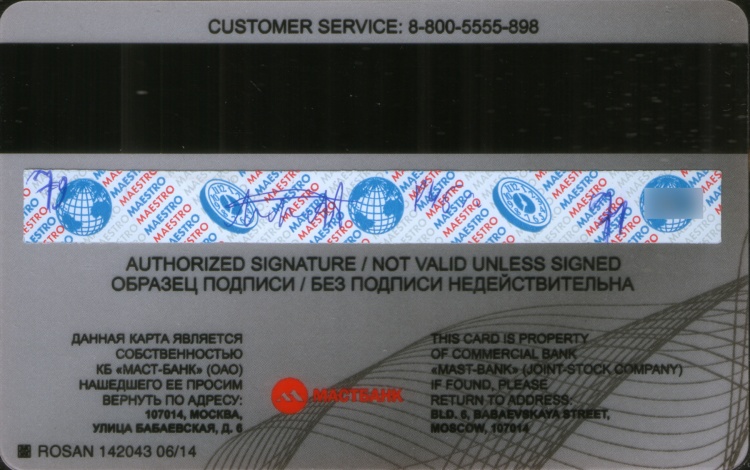 CUSTOMER SERVICE: 8-800-5555-898
MAESTRO
AUTHORIZED SIGNATURE / NOT VALID UNLESS SIGNED
ОБРАЗЕЦ ПОДПИСИ / БЕЗ ПОДПИСИ НЕДЕЙСТВИТЕЛЬНА
ДАННАЯ КАРТА ЯВЛЯЕТСЯ
СОБСТВЕННОСТЬЮ
КБ «МАСТ-БАНК» (ОАО)
НАШЕДШЕГО ЕЕ ПРОСИМ
ВЕРНУТЬ ПО АДРЕСУ:
107014, МОСКВА,
УЛИЦА БАБАЕВСКАЯ, Д. 6
МАСТБАНК
THIS CARD IS PROPERTY
OF COMMERCIAL BANK
«MAST-BANK» (JOINT-STOCK COMPANY)
IF FOUND, PLEASE
RETURN TO ADDRESS:
BLD. 6, BABAEVSKAYA STREET,
MOSCOW, 107014
ROSAN 142043 06/14